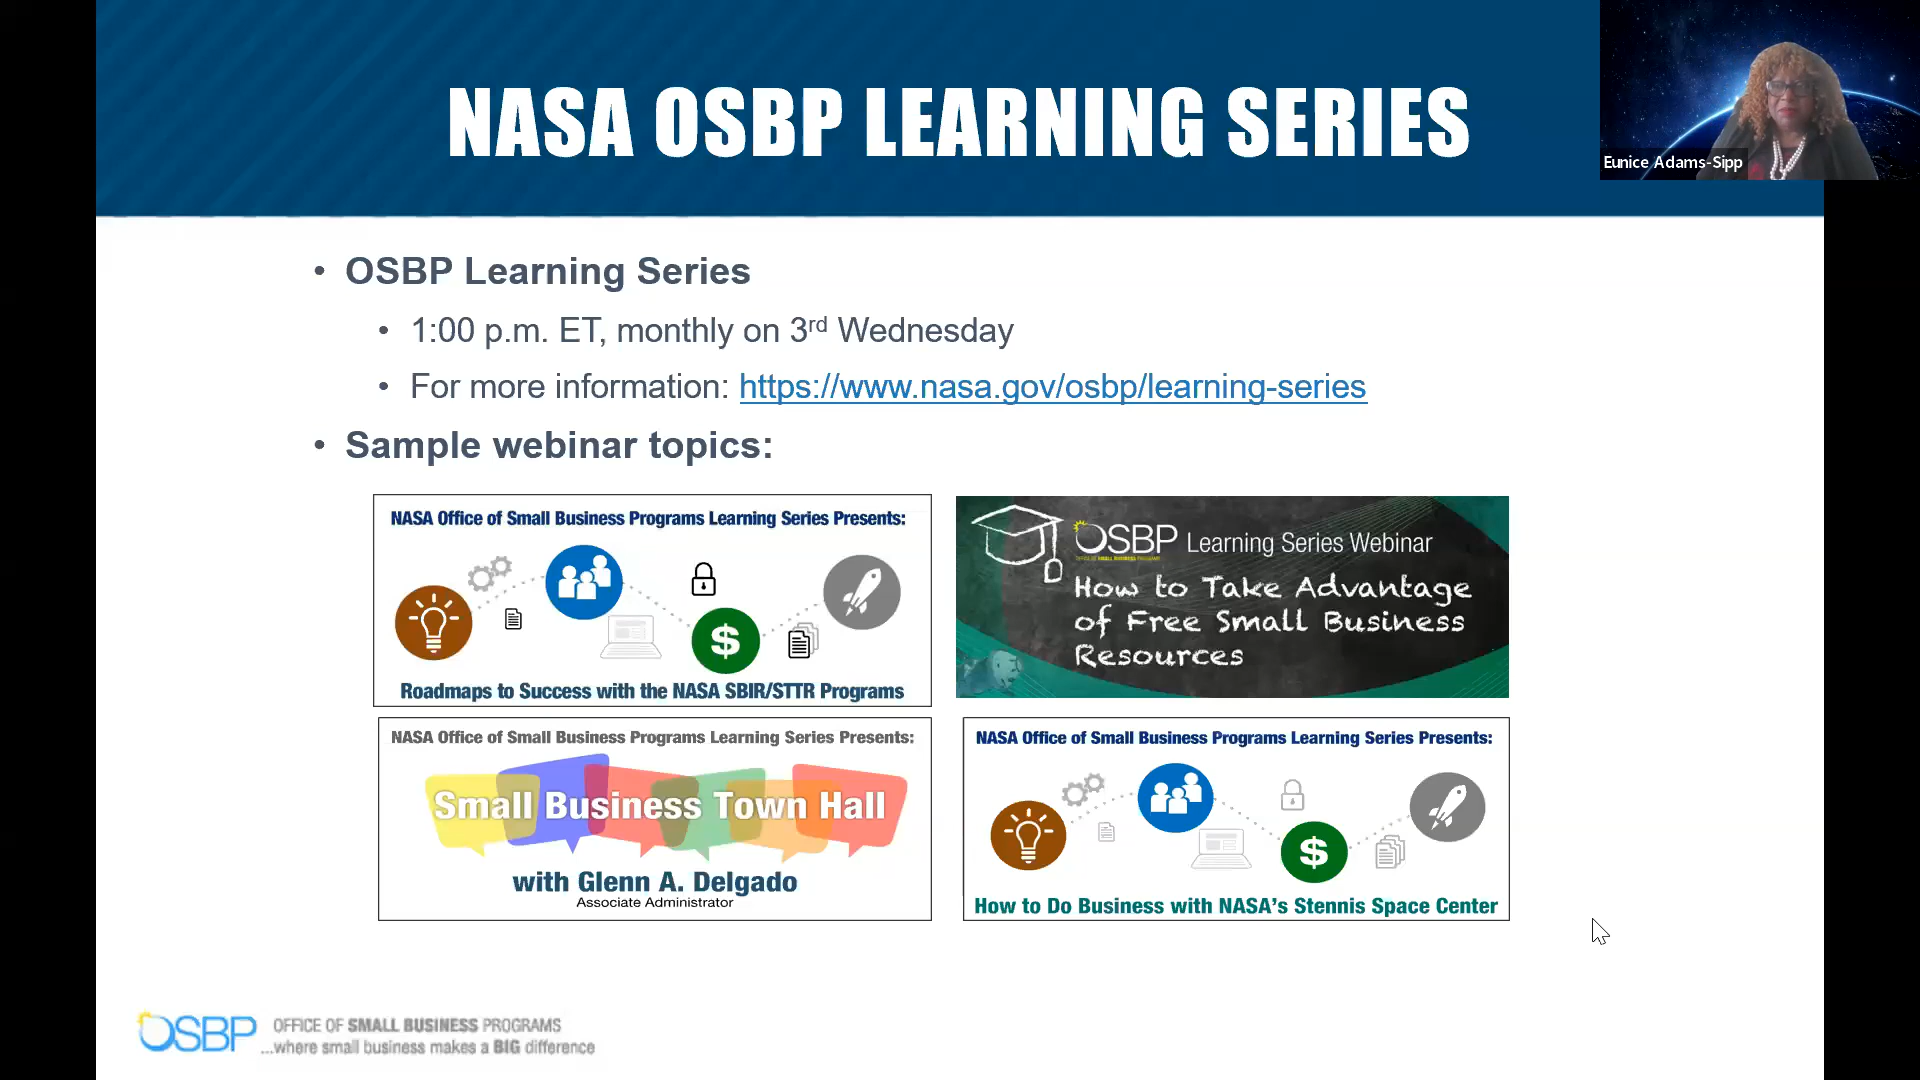 NASA OSBP LEARNING SERIES
Eunice Adams-Sipp
• OSBP Learning Series
• 1:00 p.m. ET, monthly on 3rd Wednesday
• For more information: https://www.nasa.gov/osbp/learning-series
• Sample webinar topics:
NASA Office of Small Business Programs Learning Series Presents:
$
Roadmaps to Success with the NASA SBIR/STTR Programs
OSBP Learning Series Webinar
OFFICE OF SMALL BUSINESS PROGRAMS
How to Take Advantage
of Free Small Business
Resources
NASA Office of Small Business Programs Learning Series Presents:
Small Business Town Hall
with Glenn A. Delgado
Associate Administrator
NASA Office of Small Business Programs Learning Series Presents:
$
How to Do Business with NASA's Stennis Space Center
OSBP OFFICE OF SMALL BUSINESS PROGRAMS
...where small business makes a BIG difference